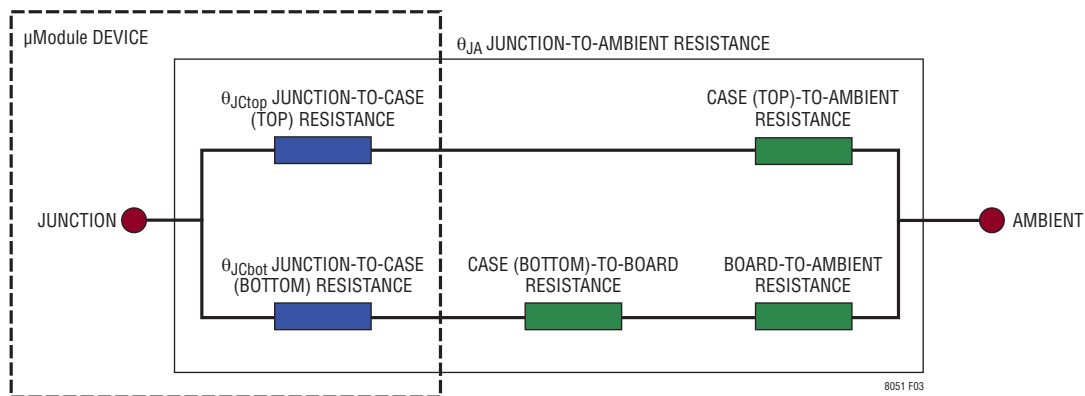 µModule DEVICE
θJA JUNCTION-TO-AMBIENT RESISTANCE
θJCtop JUNCTION-TO-CASE
(TOP) RESISTANCE
CASE (TOP)-TO-AMBIENT
RESISTANCE
JUNCTION
AMBIENT
θJCbot JUNCTION-TO-CASE
(BOTTOM) RESISTANCE
CASE (BOTTOM)-TO-BOARD
RESISTANCE
BOARD-TO-AMBIENT
RESISTANCE
8051 F03